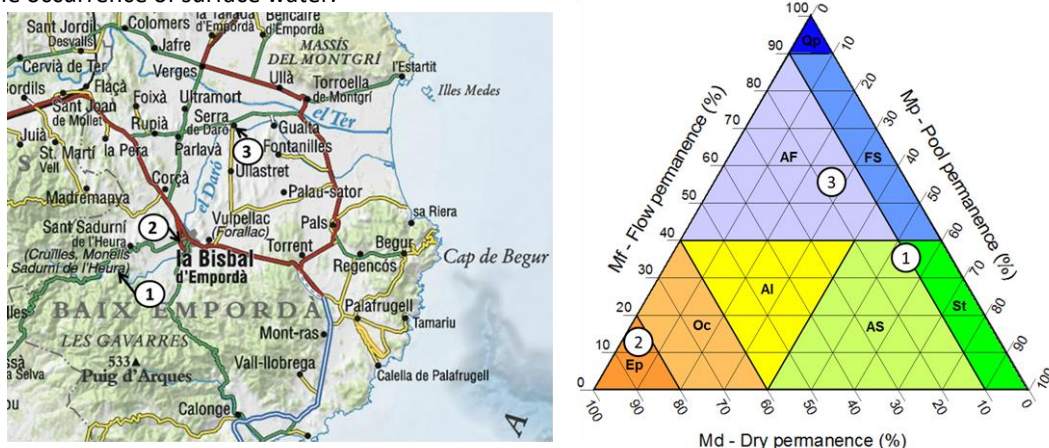 the occurrence of surface water.
Sant Jordi
Desvalls
Colomers
la Tallada
d'Empordà
Bellcaire
d'Empordà
Jafre
MASSÍS
DEL MONTGRÍ
Cervià de Ter
Verges
Ullà
l'Estartit
Flaçà
Torroella
de Montgrí
Illes Medes
Bordils
Sant Joan
de Mollet
Foixà
Ultramort
Serra
de Daró
el Ter
Gualta
Rupià
Juià
la Pera
Parlavà
3
Fontanilles
St. Martí
Vell
S
Ullastret
Corçà
el Daró
Palau-sator
Madremanya
sa Riera
Sant Sadurní
de l'Heura
2
Vulpellac
(Forallac)
Pals
(Cruïlles, Monells
Sadurní de l'Heura)
la Bisbal
d'Empordà
Torrent
Begur
Regencós
Cap de Begur
1
BAIX EMPORDÀ
Palafrugell
Tamariu
LES GAVARRES
Mont-ras
533
Puig d'Arques
Vall-llobrega
Calella de Palafrugell
a Selva
Calonge
A
100
90
80
70
60
50
40
30
20
10
0
Mf - Flow permanence (%)
10
20
30
40
50
60
70
80
90
100
Mp - Pool permanence (%)
Qp
AF
FS
3
1
AI
St
Oc
AS
2
Ep
100
90
80
70
60
50
40
30
20
10
0
Md - Dry permanence (%)